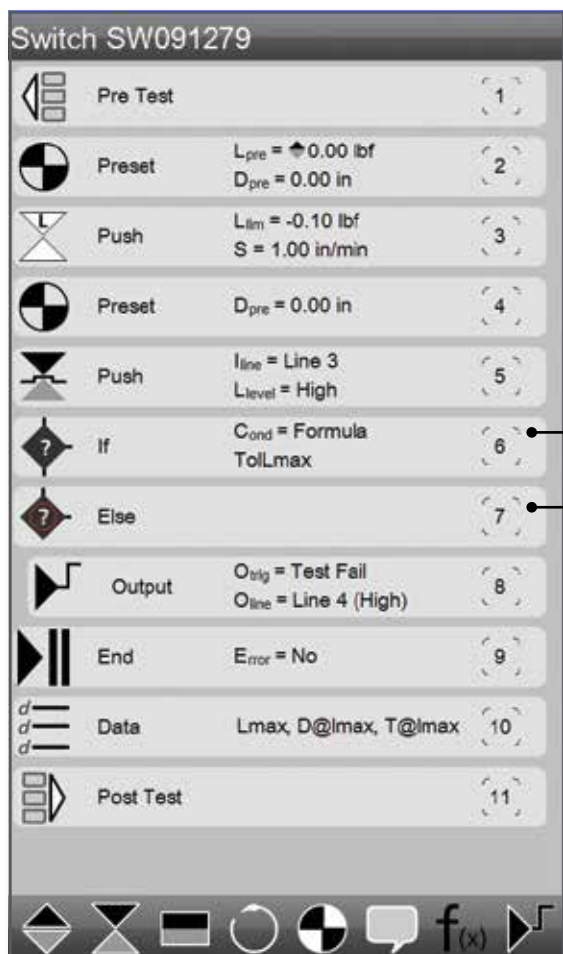 Switch SW091279
Pre Test 1
Preset Lpre = 0.00 lbf 2
Dpre = 0.00 in
Push Llim = -0.10 lbf 3
S = 1.00 in/min
Preset Dpre = 0.00 in 4
Push Iline = Line 3 5
Llevel = High
If Cond = Formula 6
TolLmax
? Else 7
Output Otrig = Test Fail 8
Oline = Line 4 (High)
End Error = No 9
d
d
d
Data Lmax, D@lmax, T@lmax 10
Post Test 11
L
?
f(x)